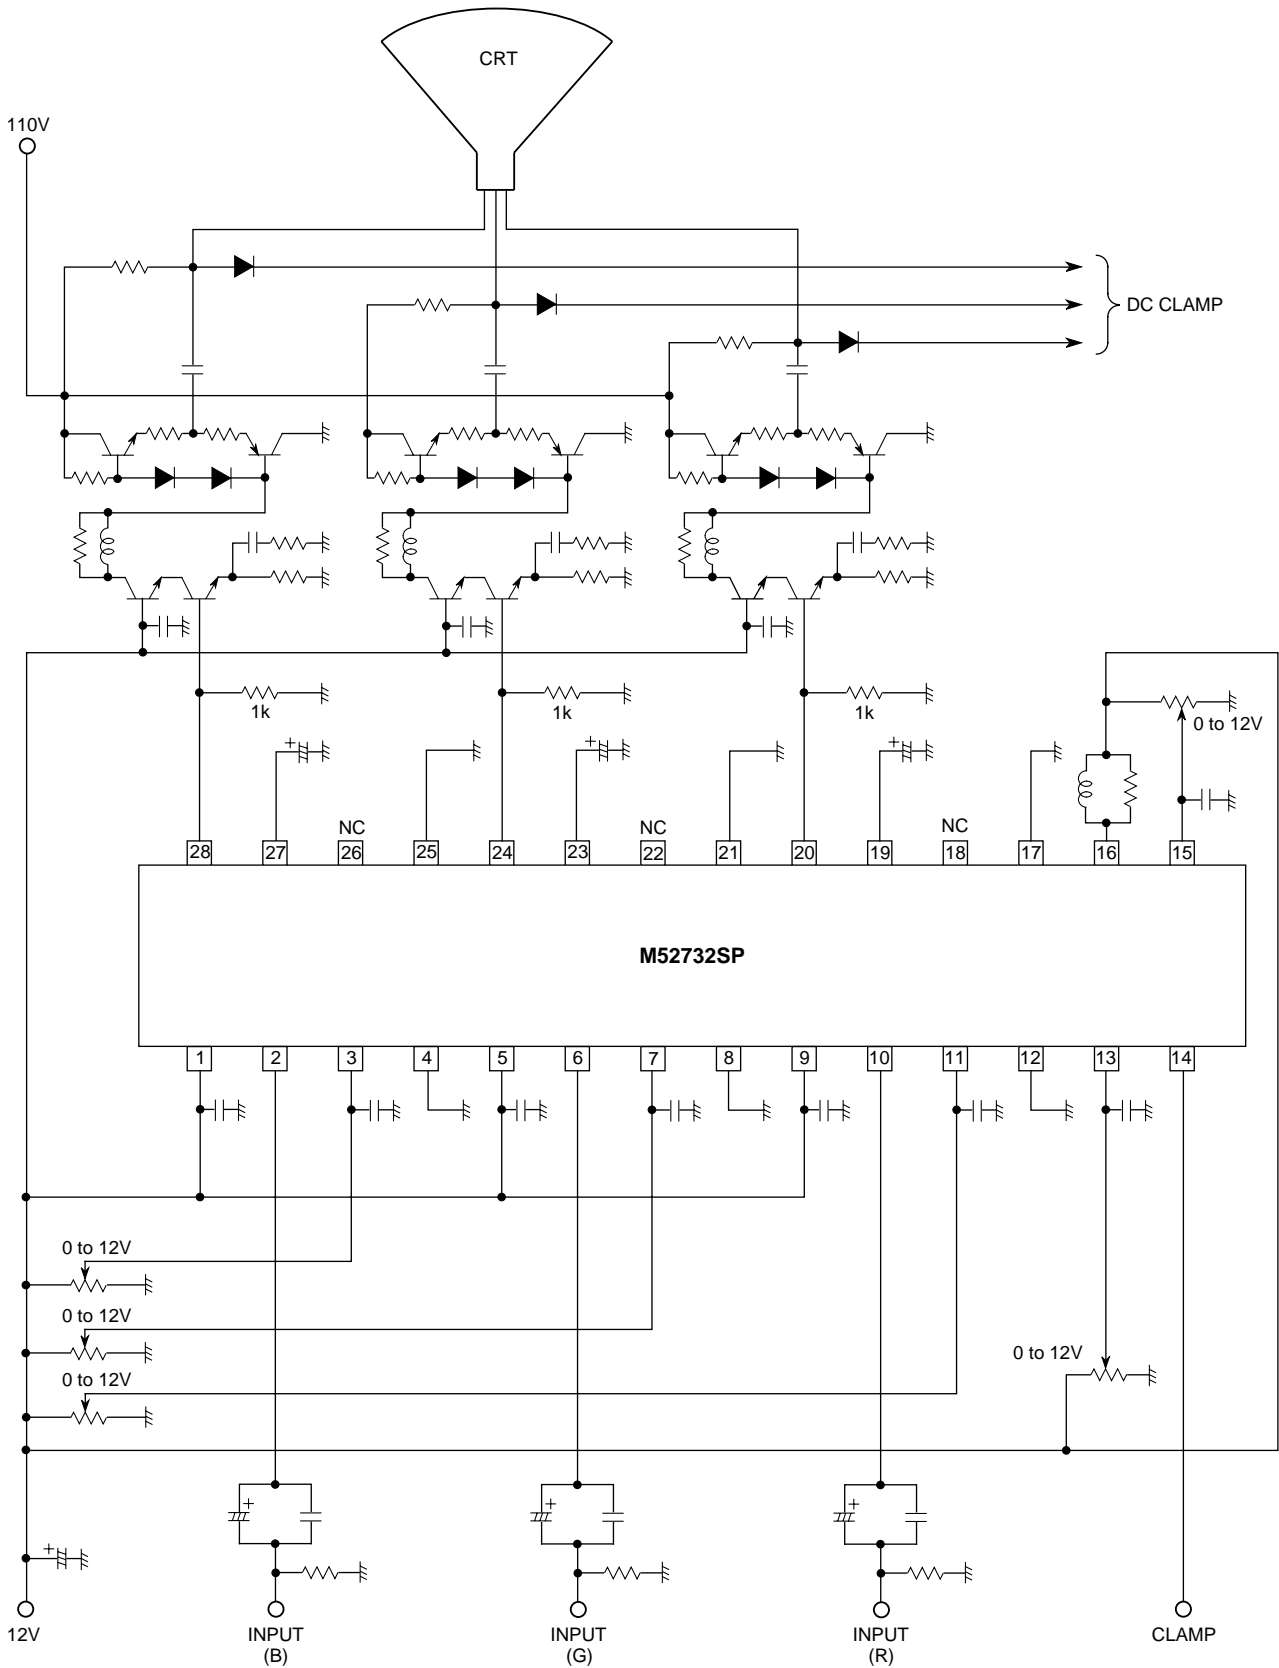 CRT
110V
DC CLAMP
1k
1k
1k
0 to 12V
+
+
+
NC
NC
NC
28 27 26 25 24 23 22 21 20 19 18 17 16 15
M52732SP
1 2 3 4 5 6 7 8 9 10 11 12 13 14
0 to 12V
0 to 12V
0 to 12V
0 to 12V
+
+
+
+
12V
INPUT
(B)
INPUT
(G)
INPUT
(R)
CLAMP